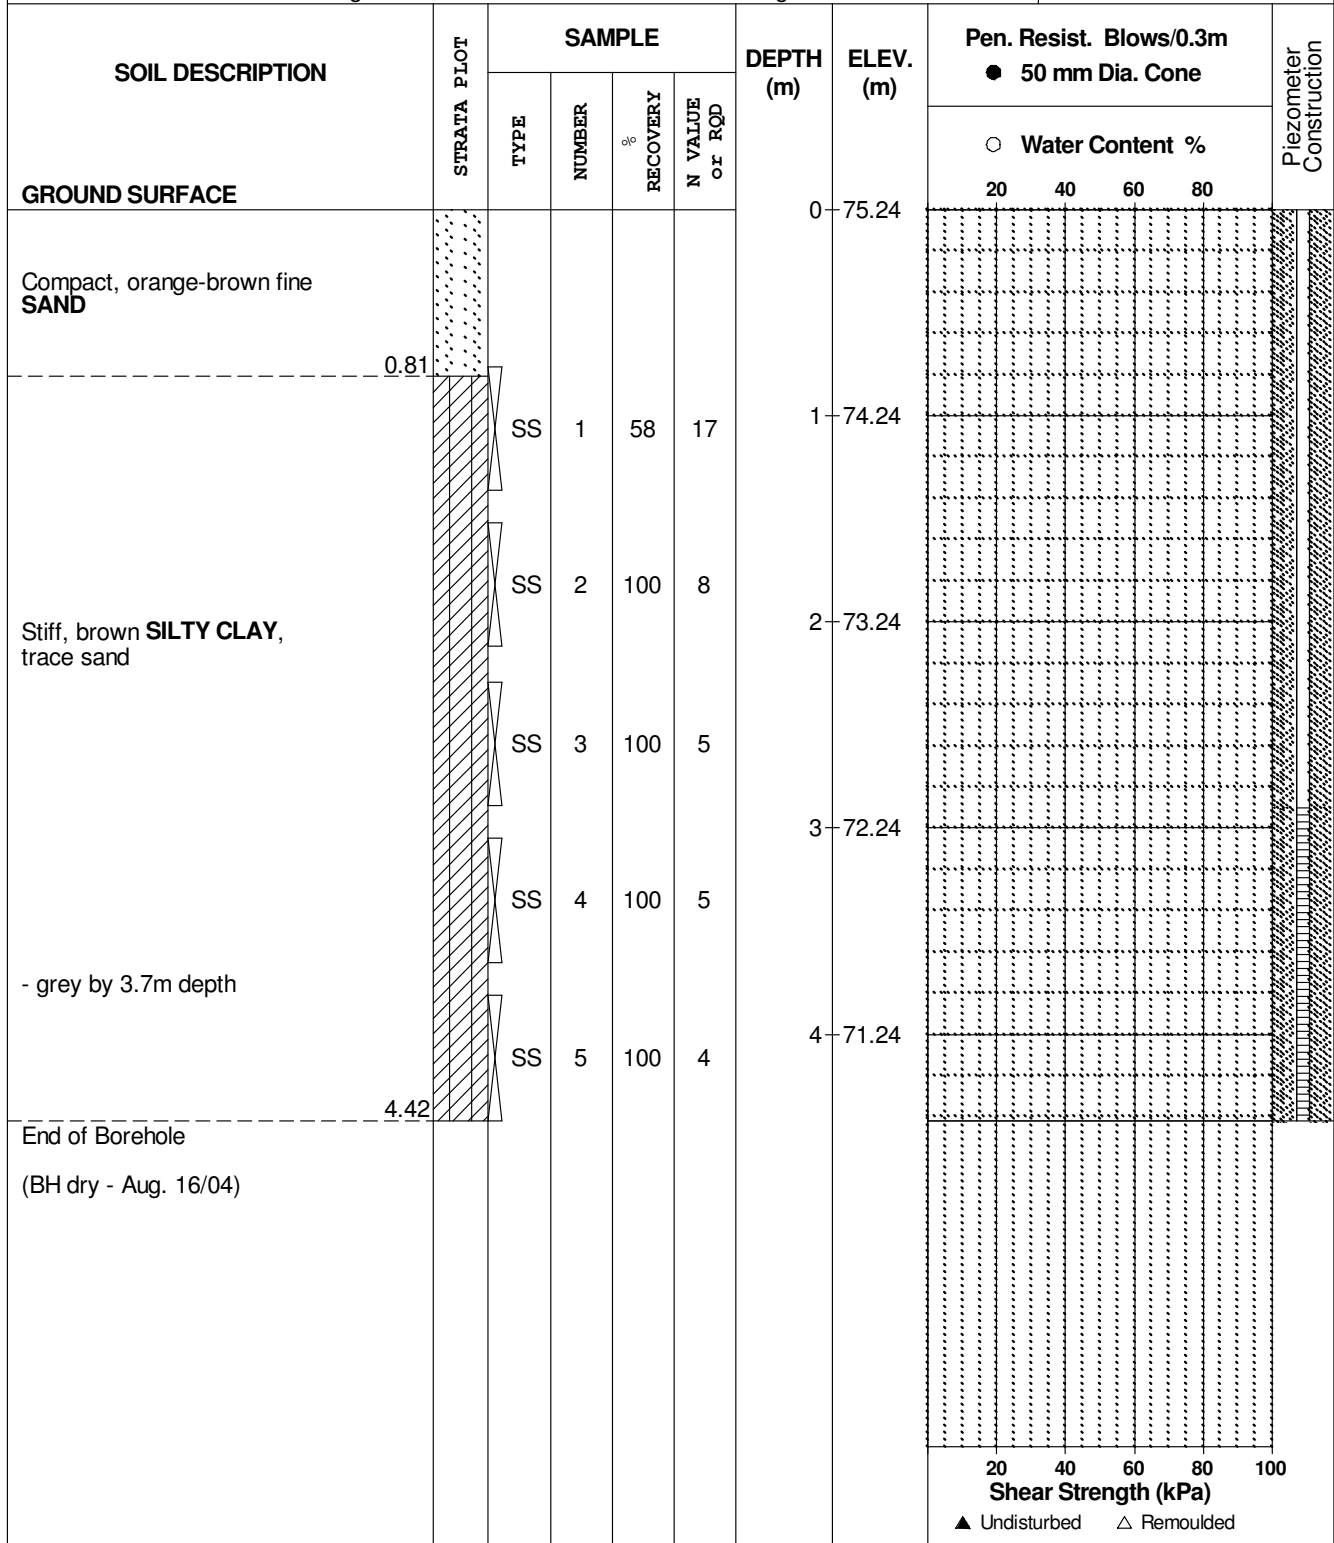 SOIL DESCRIPTION
GROUND SURFACE
STRATA PLOT
SAMPLE
TYPE
NUMBER
%
RECOVERY
N VALUE
or RQD
DEPTH
(m)
ELEV.
(m)
Pen. Resist. Blows/0.3m
● 50 mm Dia. Cone
○ Water Content %
20 40 60 80
Piezometer
Construction
0 75.24
Compact, orange-brown fine
SAND
0.81
SS 1 58 17
1 74.24
SS 2 100 8
2 73.24
Stiff, brown SILTY CLAY,
trace sand
SS 3 100 5
3 72.24
SS 4 100 5
- grey by 3.7m depth
4 71.24
SS 5 100 4
4.42
End of Borehole
(BH dry - Aug. 16/04)
20 40 60 80 100
Shear Strength (kPa)
▲ Undisturbed △ Remoulded